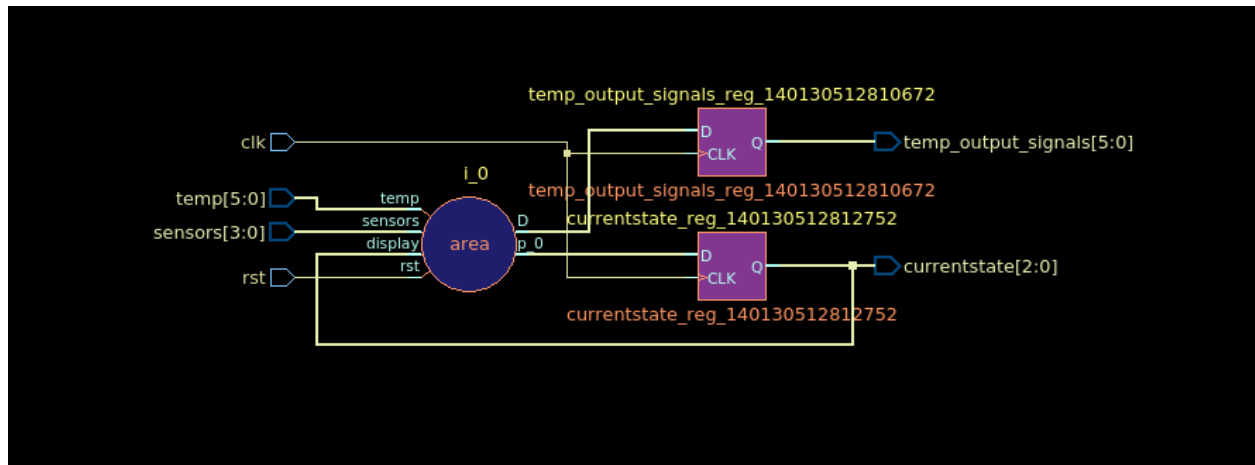 temp_output_signals_reg_140130512810672
D
Q
CLK
temp_output_signals[5:0]
temp_output_signals_reg_140130512810672
clk
i_0
temp[5:0]
sensors[3:0]
rst
temp
sensors
display
rst
area
D
p_0
currentstate_reg_140130512812752
D
Q
CLK
currentstate[2:0]
currentstate_reg_140130512812752